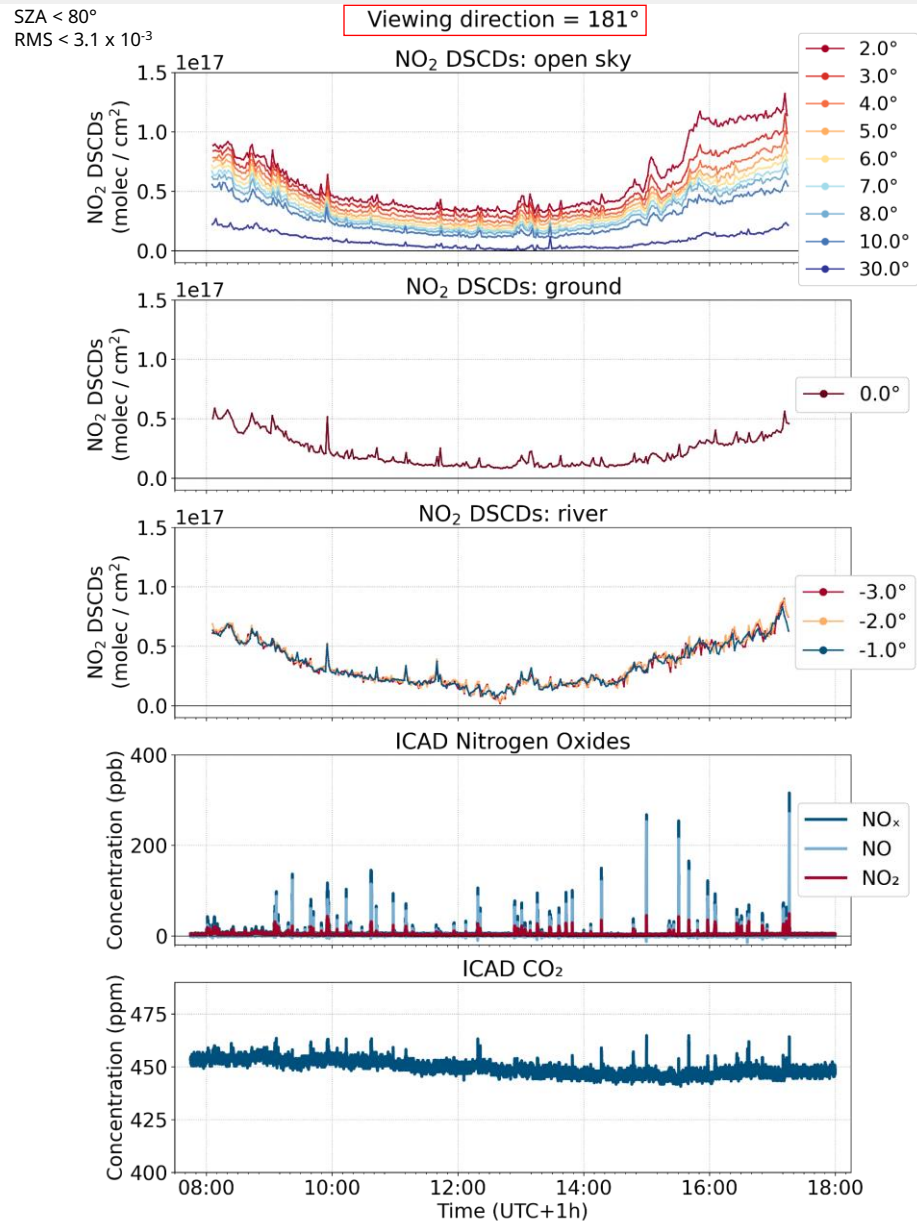 SZA < 80°
RMS < 3.1 x 10⁻³
Viewing direction = 181°
NO₂ DSCDs: open sky
1e17
NO₂ DSCDs
(molec / cm²)
1.5
1.0
0.5
0.0
2.0°
3.0°
4.0°
5.0°
6.0°
7.0°
8.0°
10.0°
30.0°
NO₂ DSCDs: ground
1e17
NO₂ DSCDs
(molec / cm²)
1.5
1.0
0.5
0.0
0.0°
NO₂ DSCDs: river
1e17
NO₂ DSCDs
(molec / cm²)
1.5
1.0
0.5
0.0
-3.0°
-2.0°
-1.0°
ICAD Nitrogen Oxides
Concentration (ppb)
400
200
0
NOₓ
NO
NO₂
ICAD CO₂
Concentration (ppm)
475
450
425
400
08:00 10:00 12:00 14:00 16:00 18:00
Time (UTC+1h)